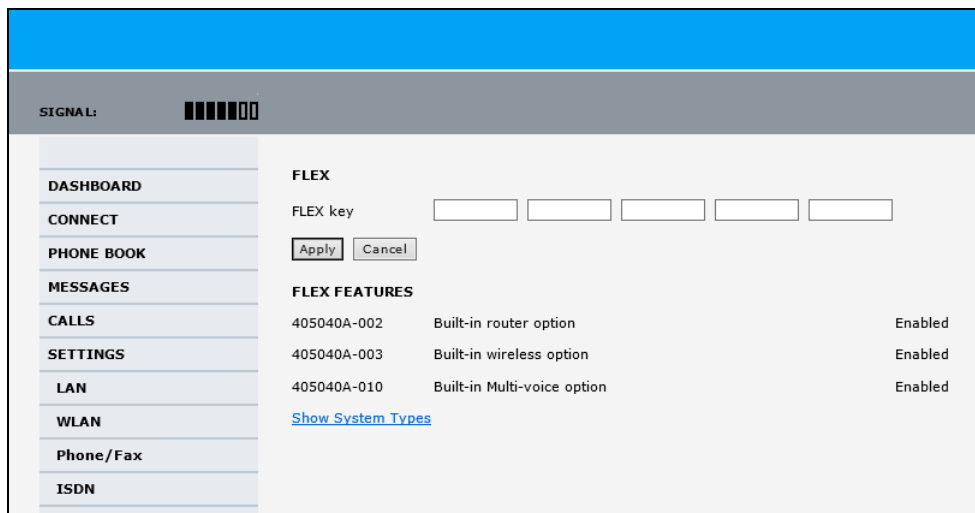 SIGNAL:
DASHBOARD
CONNECT
PHONE BOOK
MESSAGES
CALLS
SETTINGS
LAN
WLAN
Phone/Fax
ISDN
FLEX
FLEX key
Apply Cancel
FLEX FEATURES
405040A-002 Built-in router option Enabled
405040A-003 Built-in wireless option Enabled
405040A-010 Built-in Multi-voice option Enabled
Show System Types